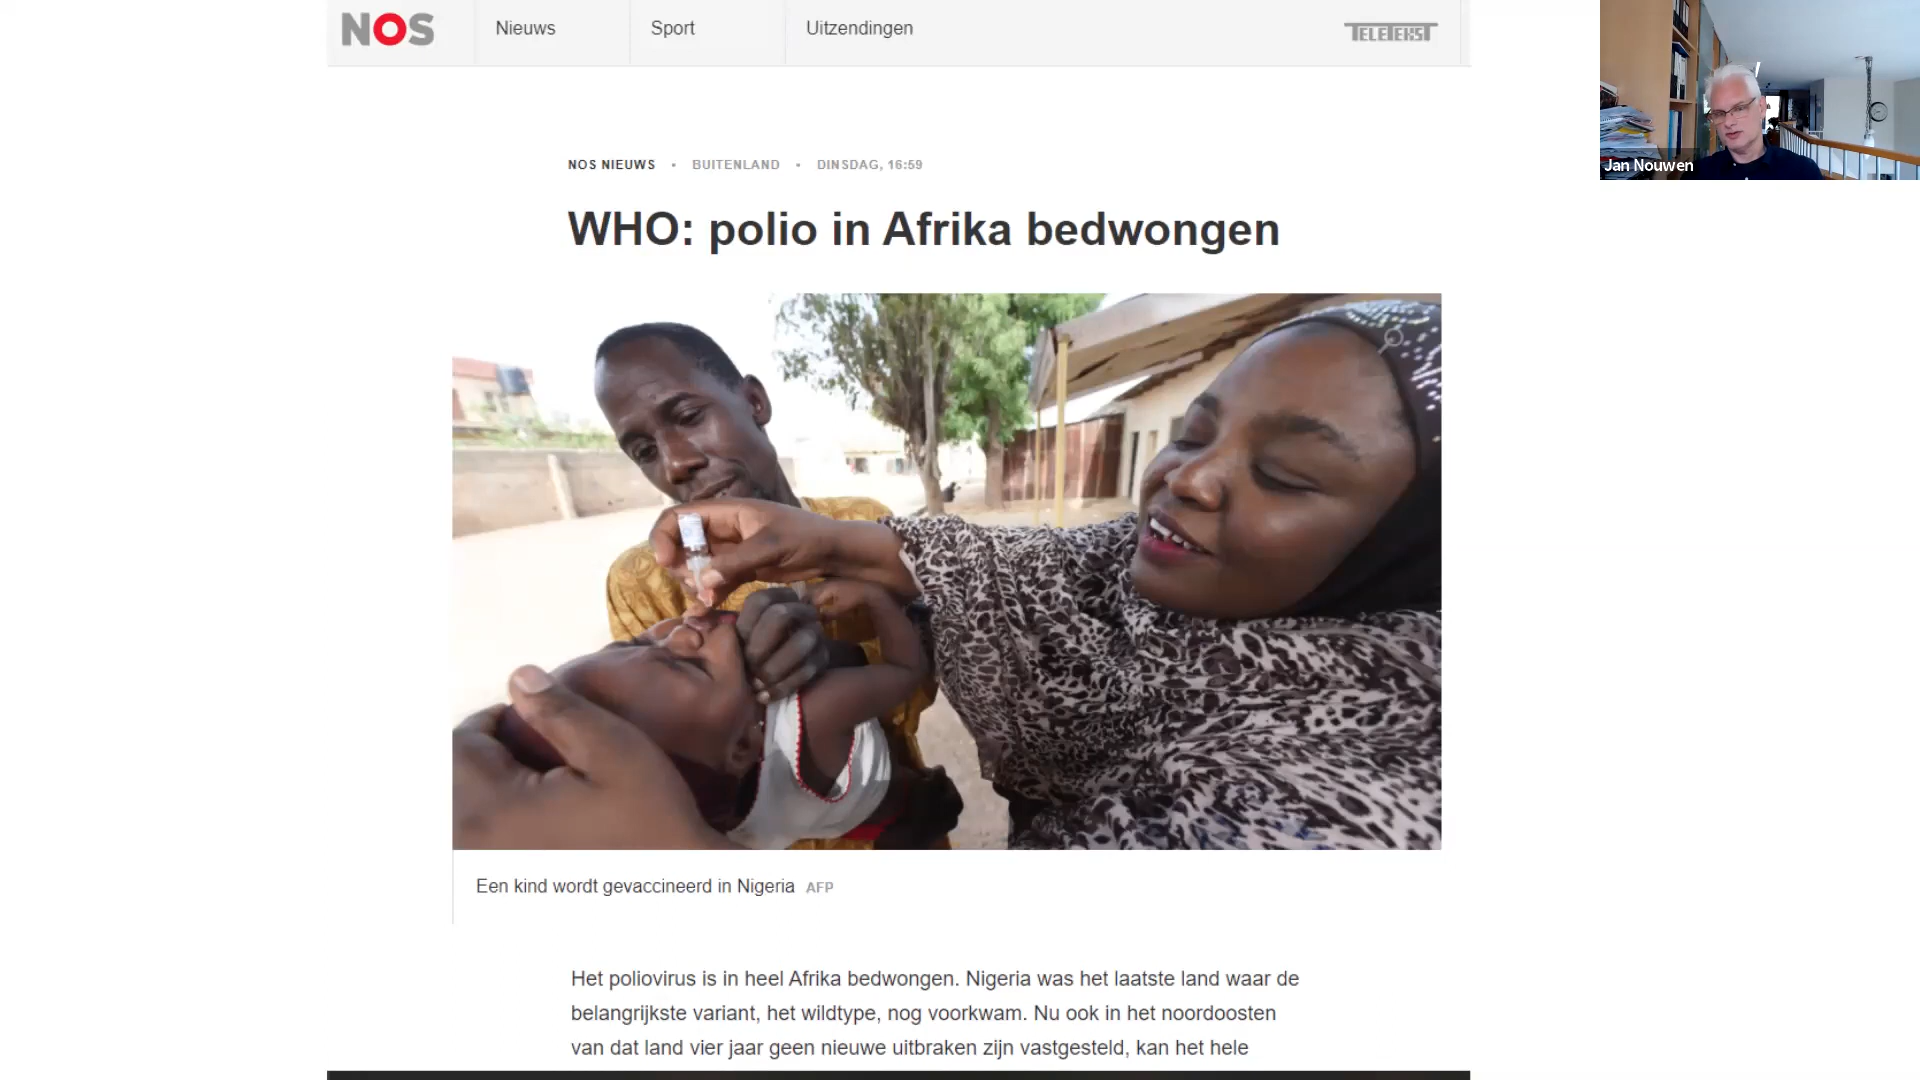 NOS
Nieuws
Sport
Uitzendingen
TELETEKST
Jan Nouwen
NOS NIEUWS • BUITENLAND • DINSDAG, 16:59
WHO: polio in Afrika bedwongen
Een kind wordt gevaccineerd in Nigeria AFP
Het poliovirus is in heel Afrika bedwongen. Nigeria was het laatste land waar de
belangrijkste variant, het wildtype, nog voorkwam. Nu ook in het noordoosten
van dat land vier jaar geen nieuwe uitbraken zijn vastgesteld, kan het hele